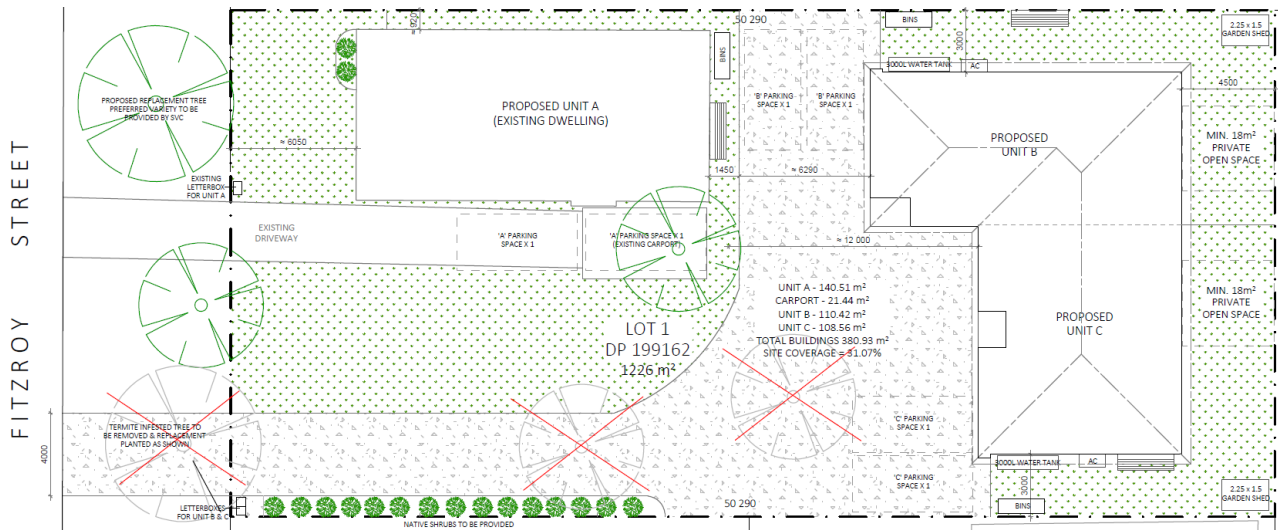 FITZROY STREET
PROPOSED REPLACEMENT TREE
PREFERRED VARIETY TO BE
PROVIDED BY SVC
≈ 6050
EXISTING
LETTERBOX
FOR UNIT A
EXISTING
DRIVEWAY
≈ 920
PROPOSED UNIT A
(EXISTING DWELLING)
'A' PARKING
SPACE X 1
'A' PARKING SPACE X 1
(EXISTING CARPORT)
50 290
BINS
1450
≈ 6290
'B' PARKING
SPACE X 1
'B' PARKING
SPACE X 1
BINS
3000
3000L WATER TANK
AC
2.25 x 1.5
GARDEN SHED
4500
PROPOSED
UNIT B
MIN. 18m²
PRIVATE
OPEN SPACE
≈ 12 000
UNIT A - 140.51 m²
CARPORT - 21.44 m²
UNIT B - 110.42 m²
UNIT C - 108.56 m²
TOTAL BUILDINGS 380.93 m²
SITE COVERAGE = 31.07%
LOT 1
DP 199162
1226 m²
PROPOSED
UNIT C
MIN. 18m²
PRIVATE
OPEN SPACE
'C' PARKING
SPACE X 1
'C' PARKING
SPACE X 1
3000L WATER TANK
AC
3000
BINS
2.25 x 1.5
GARDEN SHED
TERMITE INFESTED TREE TO
BE REMOVED & REPLACEMENT
PLANTED AS SHOWN
4000
LETTERBOXES
FOR UNIT B & C
NATIVE SHRUBS TO BE PROVIDED
50 290